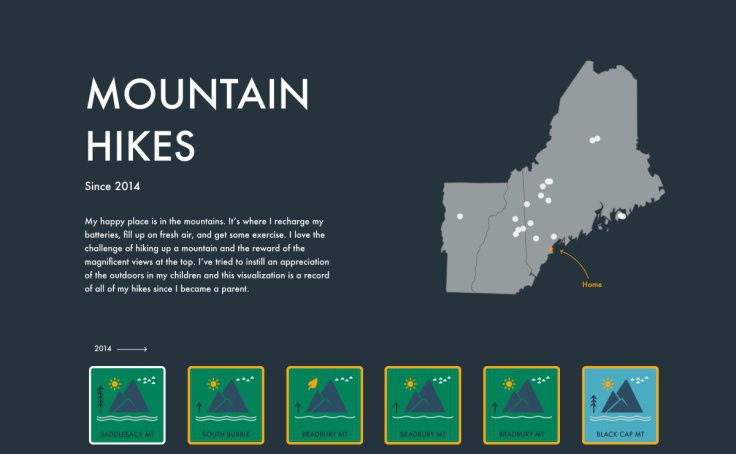 MOUNTAIN
HIKES
Since 2014
My happy place is in the mountains. It's where I recharge my
batteries, fill up on fresh air, and get some exercise. I love the
challenge of hiking up a mountain and the reward of the
magnificent views at the top. I've tried to instill an appreciation
of the outdoors in my children and this visualization is a record
of all of my hikes since I became a parent.
Home
2014
SADDLEBACK MT
SOUTH BUBBLE
BRADBURY MT
BRADBURY MT
BRADBURY MT
BLACK CAP MT